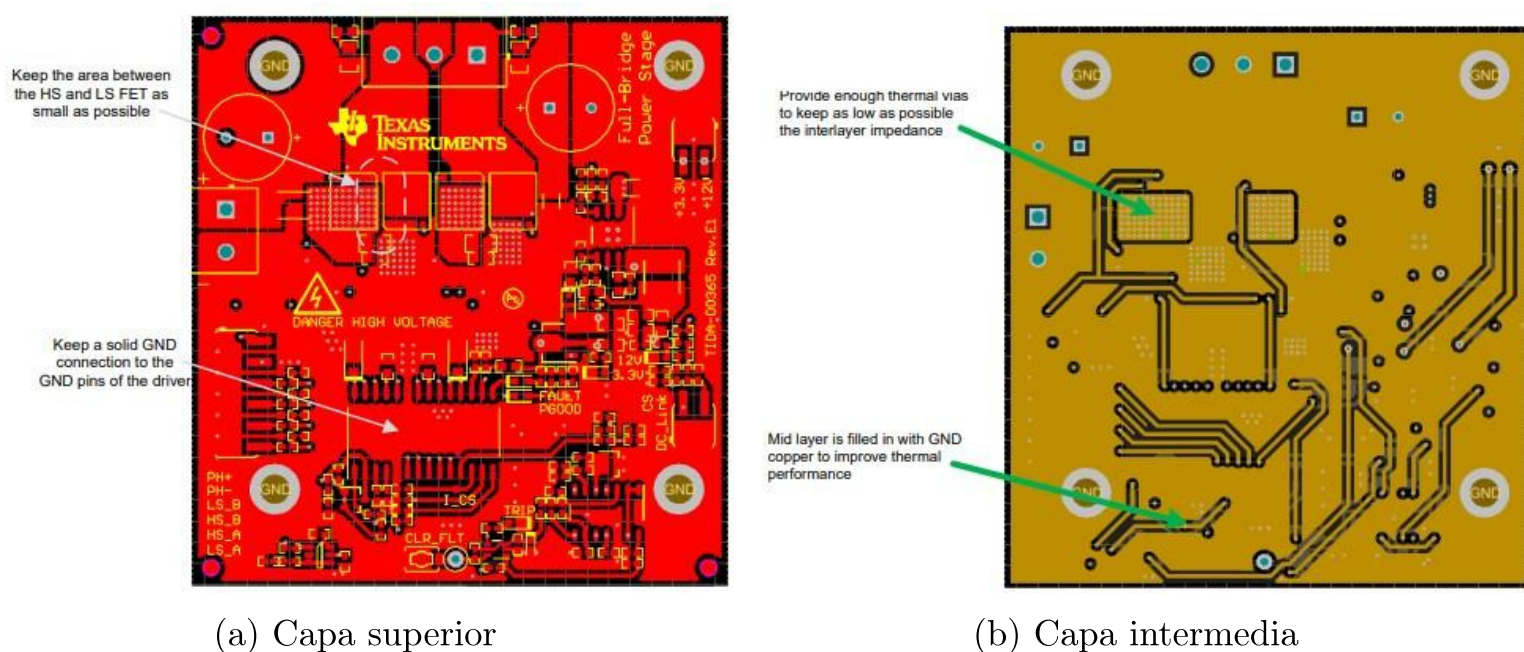 Keep the area between
the HS and LS FET as
small as possible
Keep a solid GND
connection to the
GND pins of the driver
GND
GND
Full-Bridge
Power Stage
TEXAS
INSTRUMENTS
+3.3V
+12V
TIDA-00365 Rev.E1
DANGER HIGH VOLTAGE
12V
3.3V
FAULT
PGOOD
CS
DC_Link
GND
GND
PH+
PH-
LS_B
HS_B
HS_A
LS_A
I_CS
TRIP
CLR_FLT
(a) Capa superior
Provide enough thermal vias
to keep as low as possible
the interlayer impedance
Mid layer is filled in with GND
copper to improve thermal
performance
GND
GND
GND
GND
(b) Capa intermedia